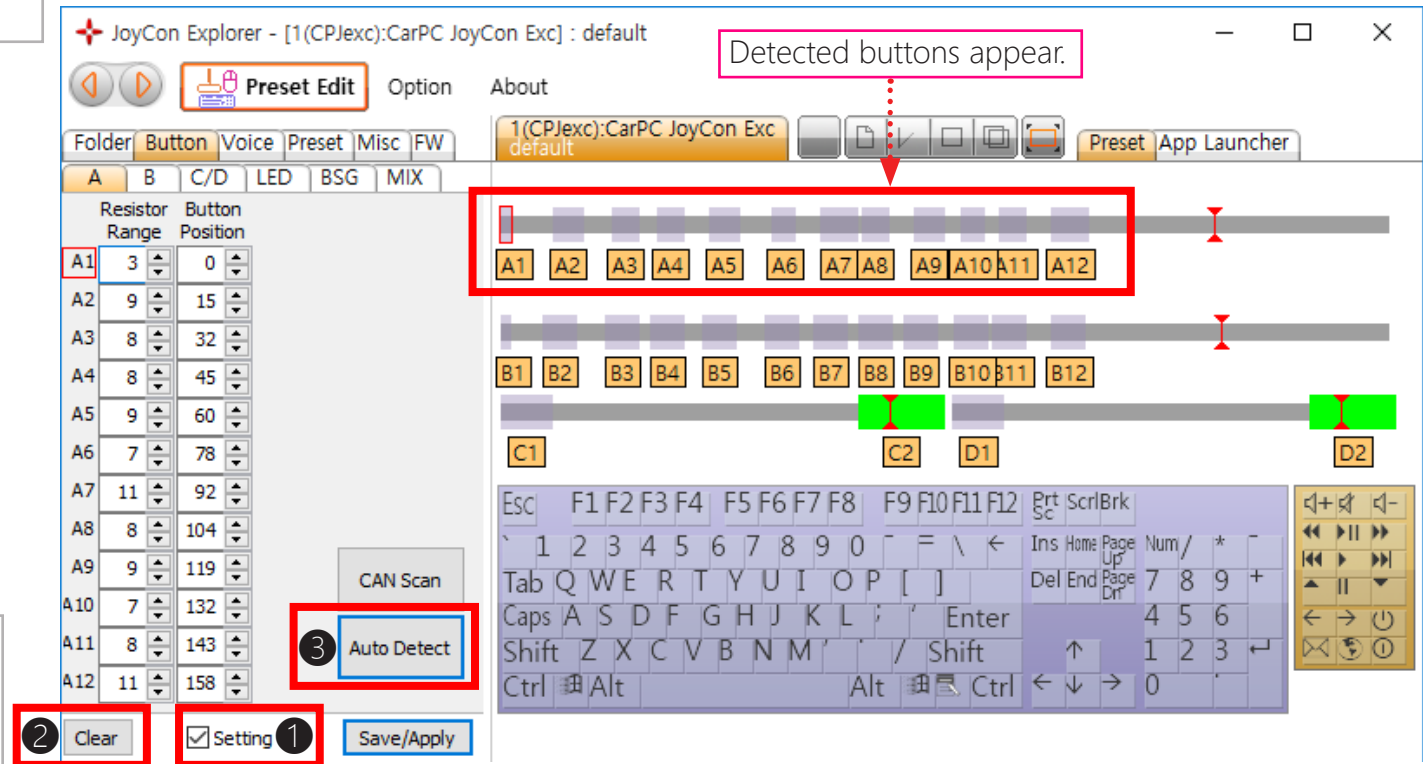 JoyCon Explorer - [1(CPJexc):CarPC JoyCon Exc] : default
Detected buttons appear.
Preset Edit Option About
Folder Button Voice Preset Misc FW
1(CPJexc):CarPC JoyCon Exc
default
Preset App Launcher
A B C/D LED BSG MIX
Resistor Button
Range Position
A1 3 0
A2 9 15
A3 8 32
A4 8 45
A5 9 60
A6 7 78
A7 11 92
A8 8 104
A9 9 119
A10 7 132
A11 8 143
A12 11 158
CAN Scan
3 Auto Detect
2 Clear
Setting 1
Save/Apply
A1 A2 A3 A4 A5 A6 A7 A8 A9 A10 A11 A12
B1 B2 B3 B4 B5 B6 B7 B8 B9 B10 B11 B12
C1 C2 D1 D2
Esc F1 F2 F3 F4 F5 F6 F7 F8 F9 F10 F11 F12 Prt Sc Scrl Brk
` 1 2 3 4 5 6 7 8 9 0 - = \ ← Ins Home Page Up Num / * -
Tab Q W E R T Y U I O P [ ] Del End Page Dn 7 8 9 +
Caps A S D F G H J K L ; ' Enter 4 5 6
Shift Z X C V B N M / Shift ↑ 1 2 3 ↵
Ctrl Alt Alt Ctrl ← ↓ → 0 .